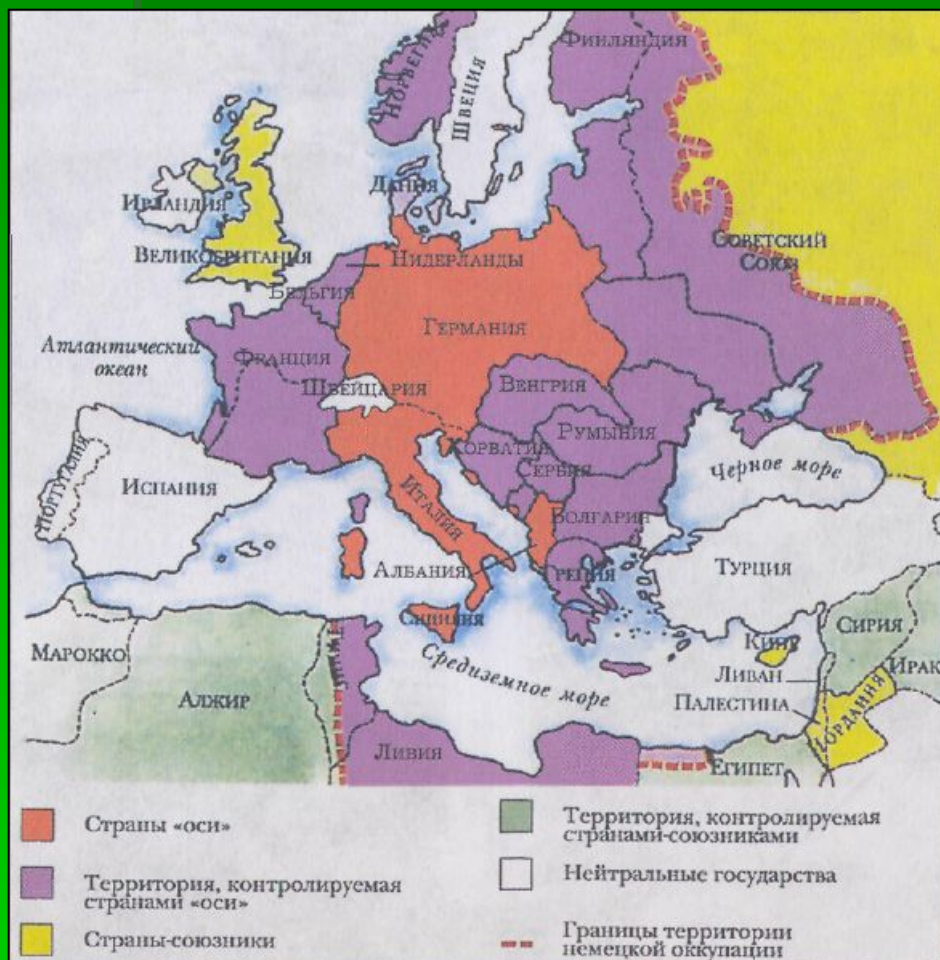 Финляндия
Норвегия
Швеция
Дания
Ирландия
Великобритания
Нидерланды
Бельгия
Советский
Союз
Германия
Атлантический
океан
Франция
Швейцария
Венгрия
Румыния
Хорватия
Сербия
Черное море
Португалия
Испания
Италия
Болгария
Албания
Греция
Турция
Сицилия
Кипр
Сирия
Марокко
Средиземное море
Ливан
Ирак
Алжир
Палестина
Иордания
Ливия
Египет
Страны «оси»
Территория, контролируемая
странами «оси»
Страны-союзники
Территория, контролируемая
странами-союзниками
Нейтральные государства
Границы территории
немецкой оккупации